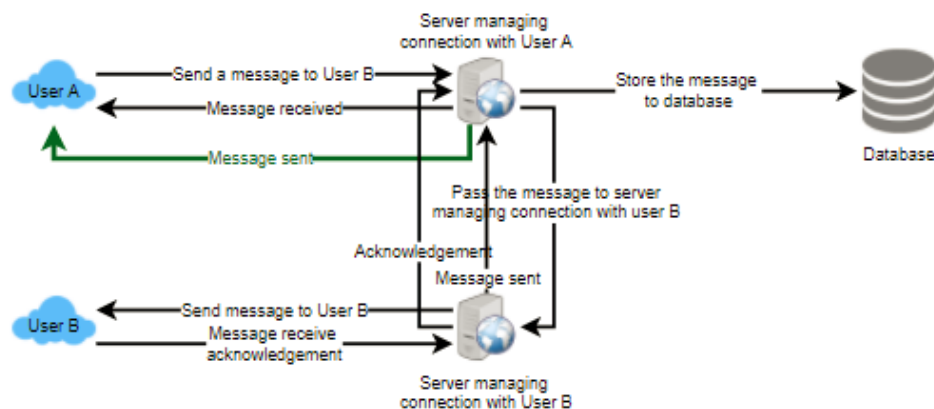 Server managing
connection with User A
Send a message to User B
User A
Store the message
to database
Message received
Message sent
Database
Pass the message to server
managing connection with user B
Acknowledgement
Message sent
Send message to User B
User B
Message receive
acknowledgement
Server managing
connection with User B